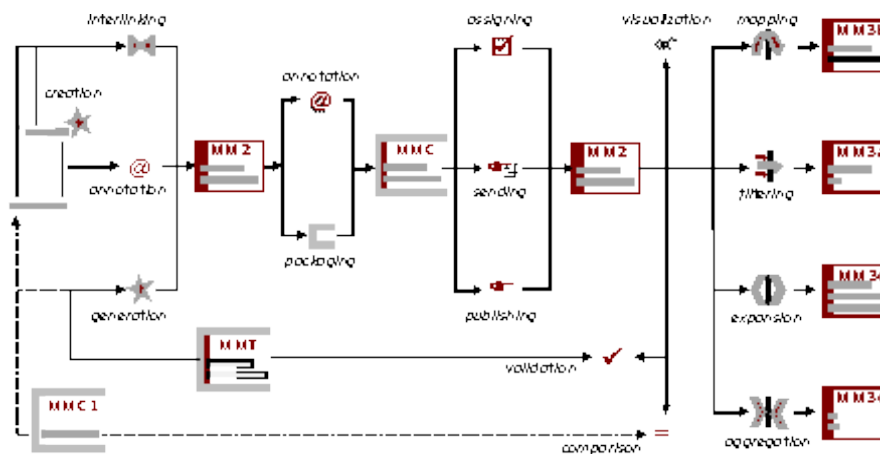 interlinking
assigning
visualization
mapping
creation
annotation
@
@
annotation
MM2
MMC
MM2
sending
filtering
packaging
generation
publishing
expansion
MMT
validation
MMC1
comparison
=
aggregation